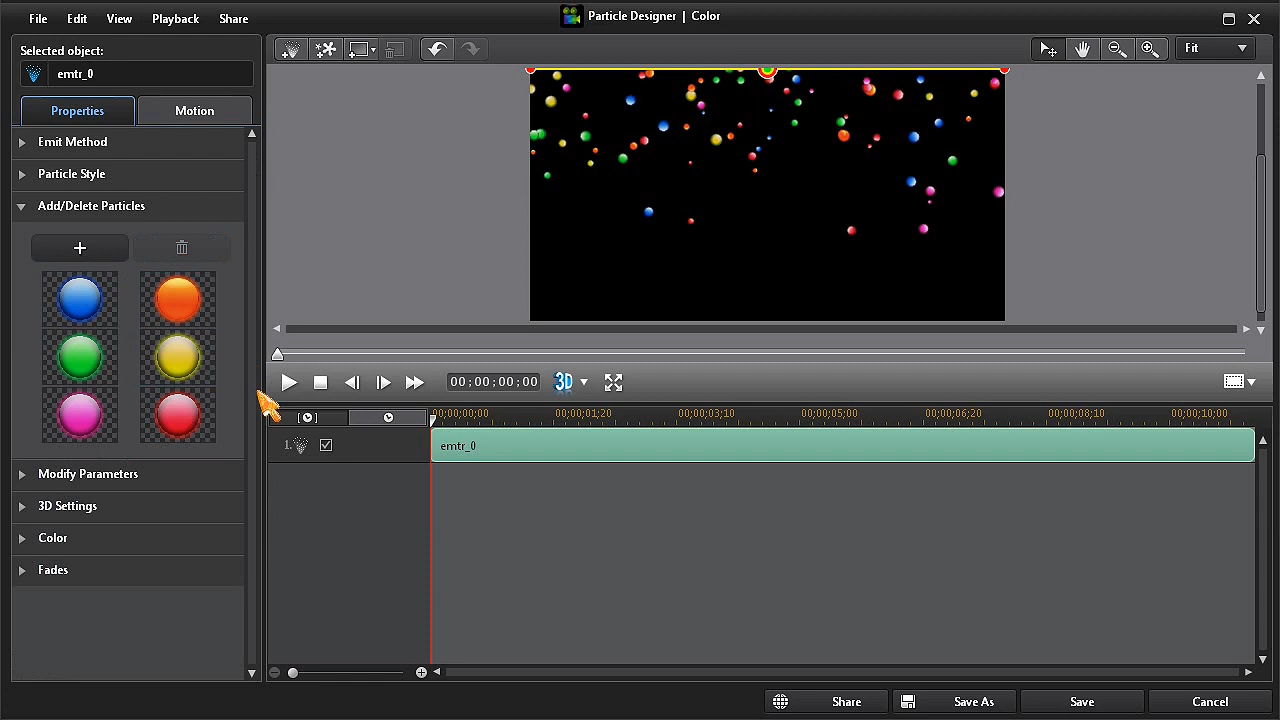 File Edit View Playback Share
Particle Designer | Color
Selected object:
emtr_0
Fit
Properties Motion
Emit Method
Particle Style
Add/Delete Particles
00;00;00;00 3D
00;00;00;00 00;00;01;20 00;00;03;10 00;00;05;00 00;00;06;20 00;00;08;10 00;00;10;00
1. emtr_0
Modify Parameters
3D Settings
Color
Fades
Share Save As Save Cancel